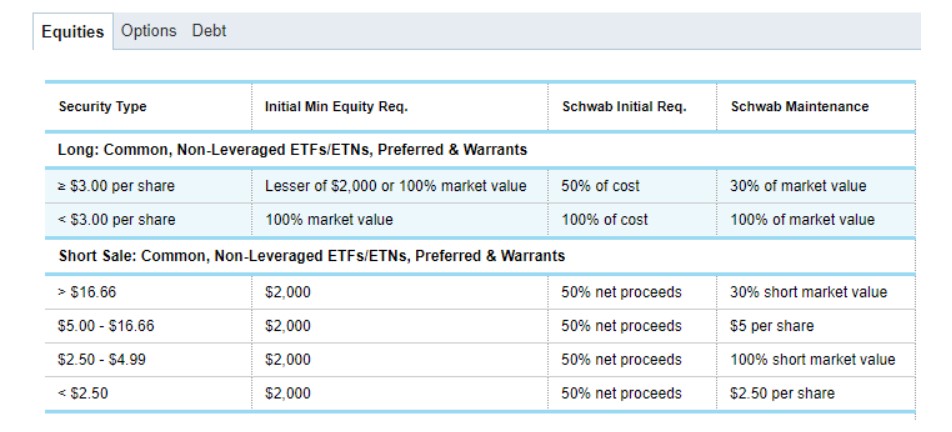 Equities Options Debt
Security Type Initial Min Equity Req. Schwab Initial Req. Schwab Maintenance
Long: Common, Non-Leveraged ETFs/ETNs, Preferred & Warrants
≥ $3.00 per share Lesser of $2,000 or 100% market value 50% of cost 30% of market value
< $3.00 per share 100% market value 100% of cost 100% of market value
Short Sale: Common, Non-Leveraged ETFs/ETNs, Preferred & Warrants
> $16.66 $2,000 50% net proceeds 30% short market value
$5.00 - $16.66 $2,000 50% net proceeds $5 per share
$2.50 - $4.99 $2,000 50% net proceeds 100% short market value
< $2.50 $2,000 50% net proceeds $2.50 per share